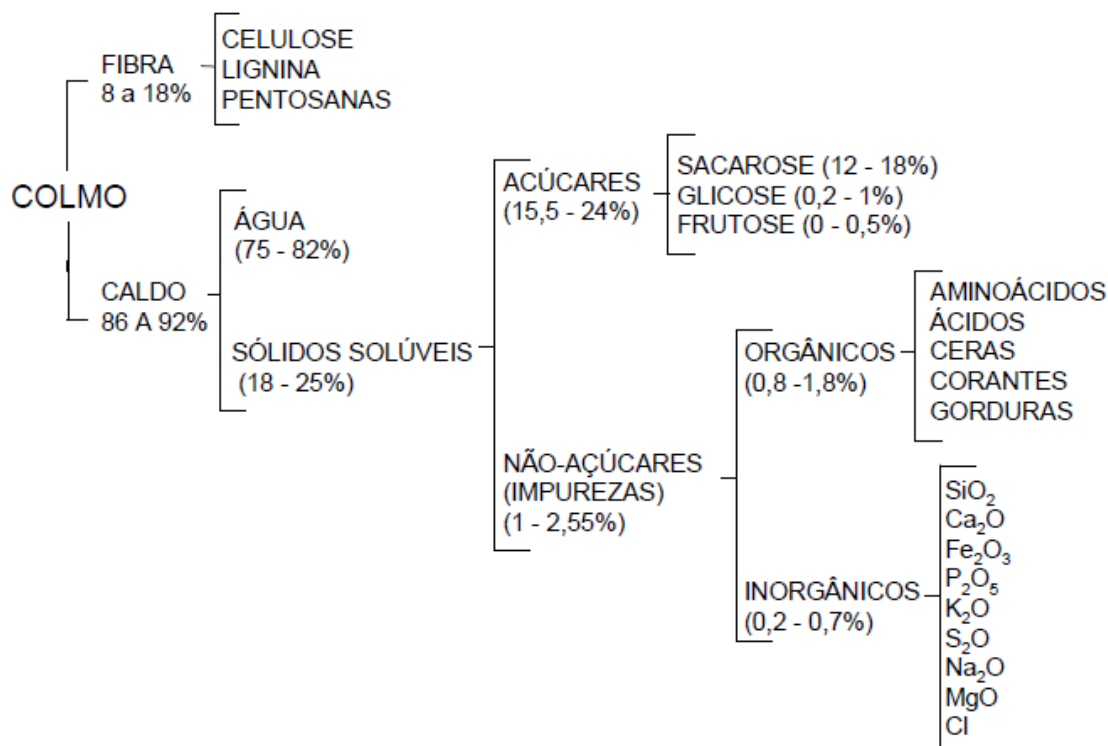 COLMO
FIBRA
8 a 18%
CELULOSE
LIGNINA
PENTOSANAS
CALDO
86 A 92%
ÁGUA
(75 - 82%)
SÓLIDOS SOLÚVEIS
(18 - 25%)
ACÚCARES
(15,5 - 24%)
SACAROSE (12 - 18%)
GLICOSE (0,2 - 1%)
FRUTOSE (0 - 0,5%)
NÃO-AÇÚCARES
(IMPUREZAS)
(1 - 2,55%)
ORGÂNICOS
(0,8 -1,8%)
AMINOÁCIDOS
ÁCIDOS
CERAS
CORANTES
GORDURAS
INORGÂNICOS
(0,2 - 0,7%)
SiO₂
Ca₂O
Fe₂O₃
P₂O₅
K₂O
S₂O
Na₂O
MgO
Cl